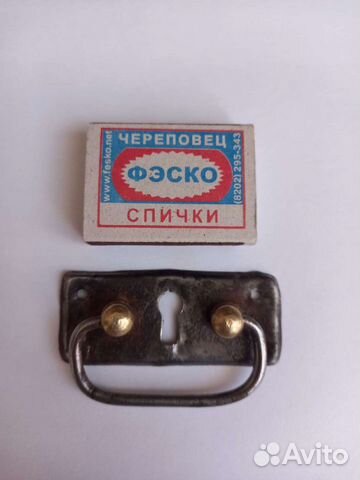 ЧЕРЕПОВЕЦ
www.fesko.net
ФЭСКО
(8202) 295-343
СПИЧКИ
Avito